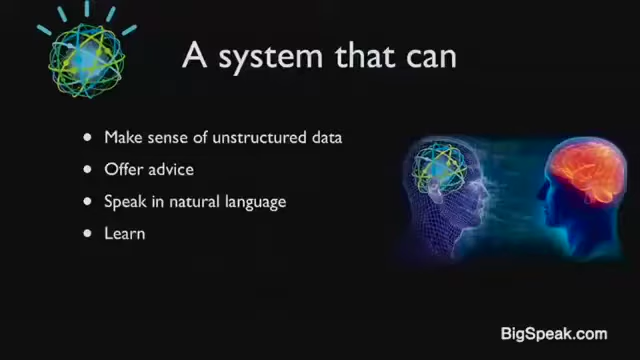 A system that can
Make sense of unstructured data
Offer advice
Speak in natural language
Learn
BigSpeak.com